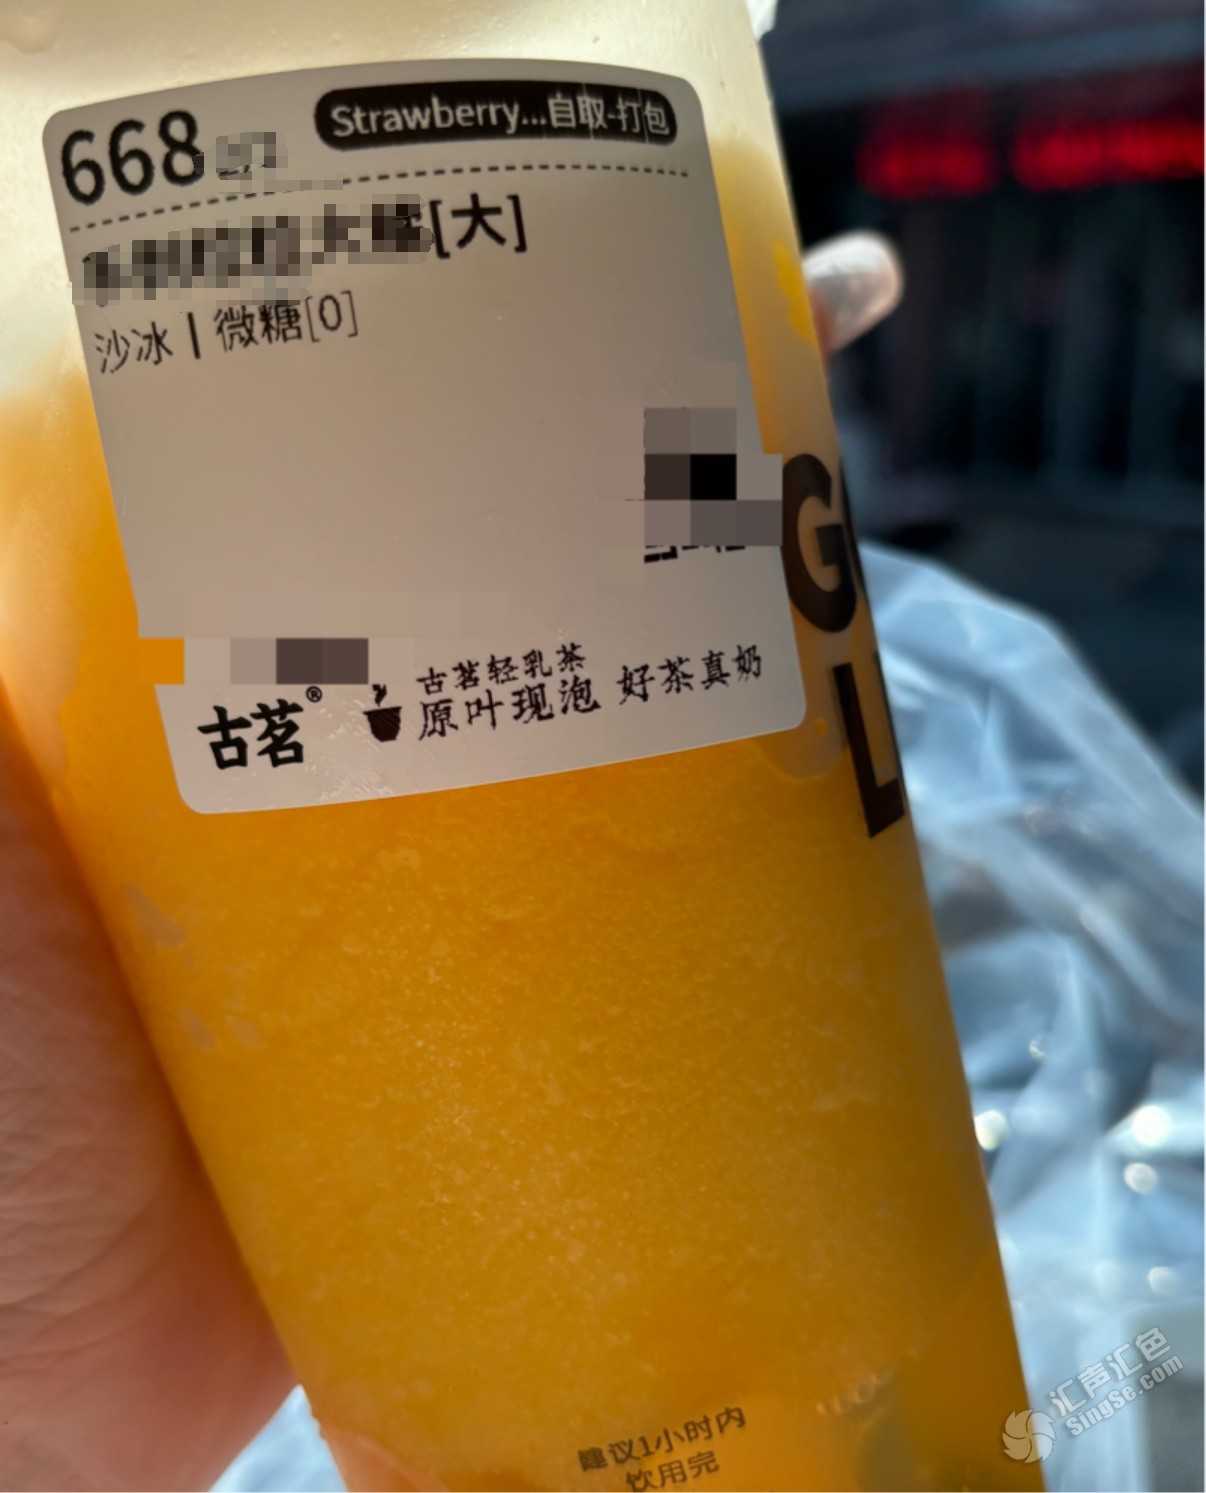 668
Strawberry...自取-打包
[大]
沙冰 | 微糖[0]
古茗®
古茗轻乳茶
原叶现泡 好茶真奶
G
L
建议1小时内
饮用完
汇声汇色
SingSe.com